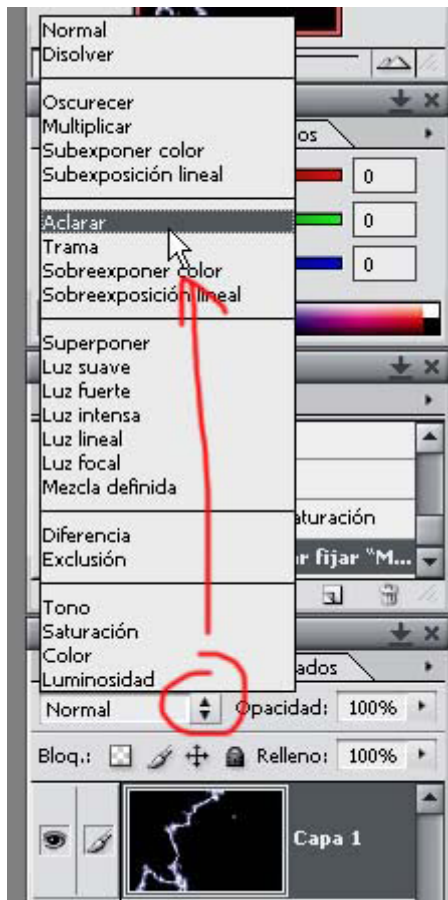 Normal
Disolver
Oscurecer
Multiplicar
Subexponer color
Subexposición lineal
os
0
Aclarar
0
Trama
Sobreexponer color
0
Sobreexposición lineal
Superponer
Luz suave
Luz fuerte
Luz intensa
Luz lineal
Luz focal
Mezcla definida
aturación
Diferencia
Exclusión
r fijar "M...
Tono
Saturación
Color
ados
Luminosidad
Normal Opacidad: 100%
Bloq.: Relleno: 100%
Capa 1